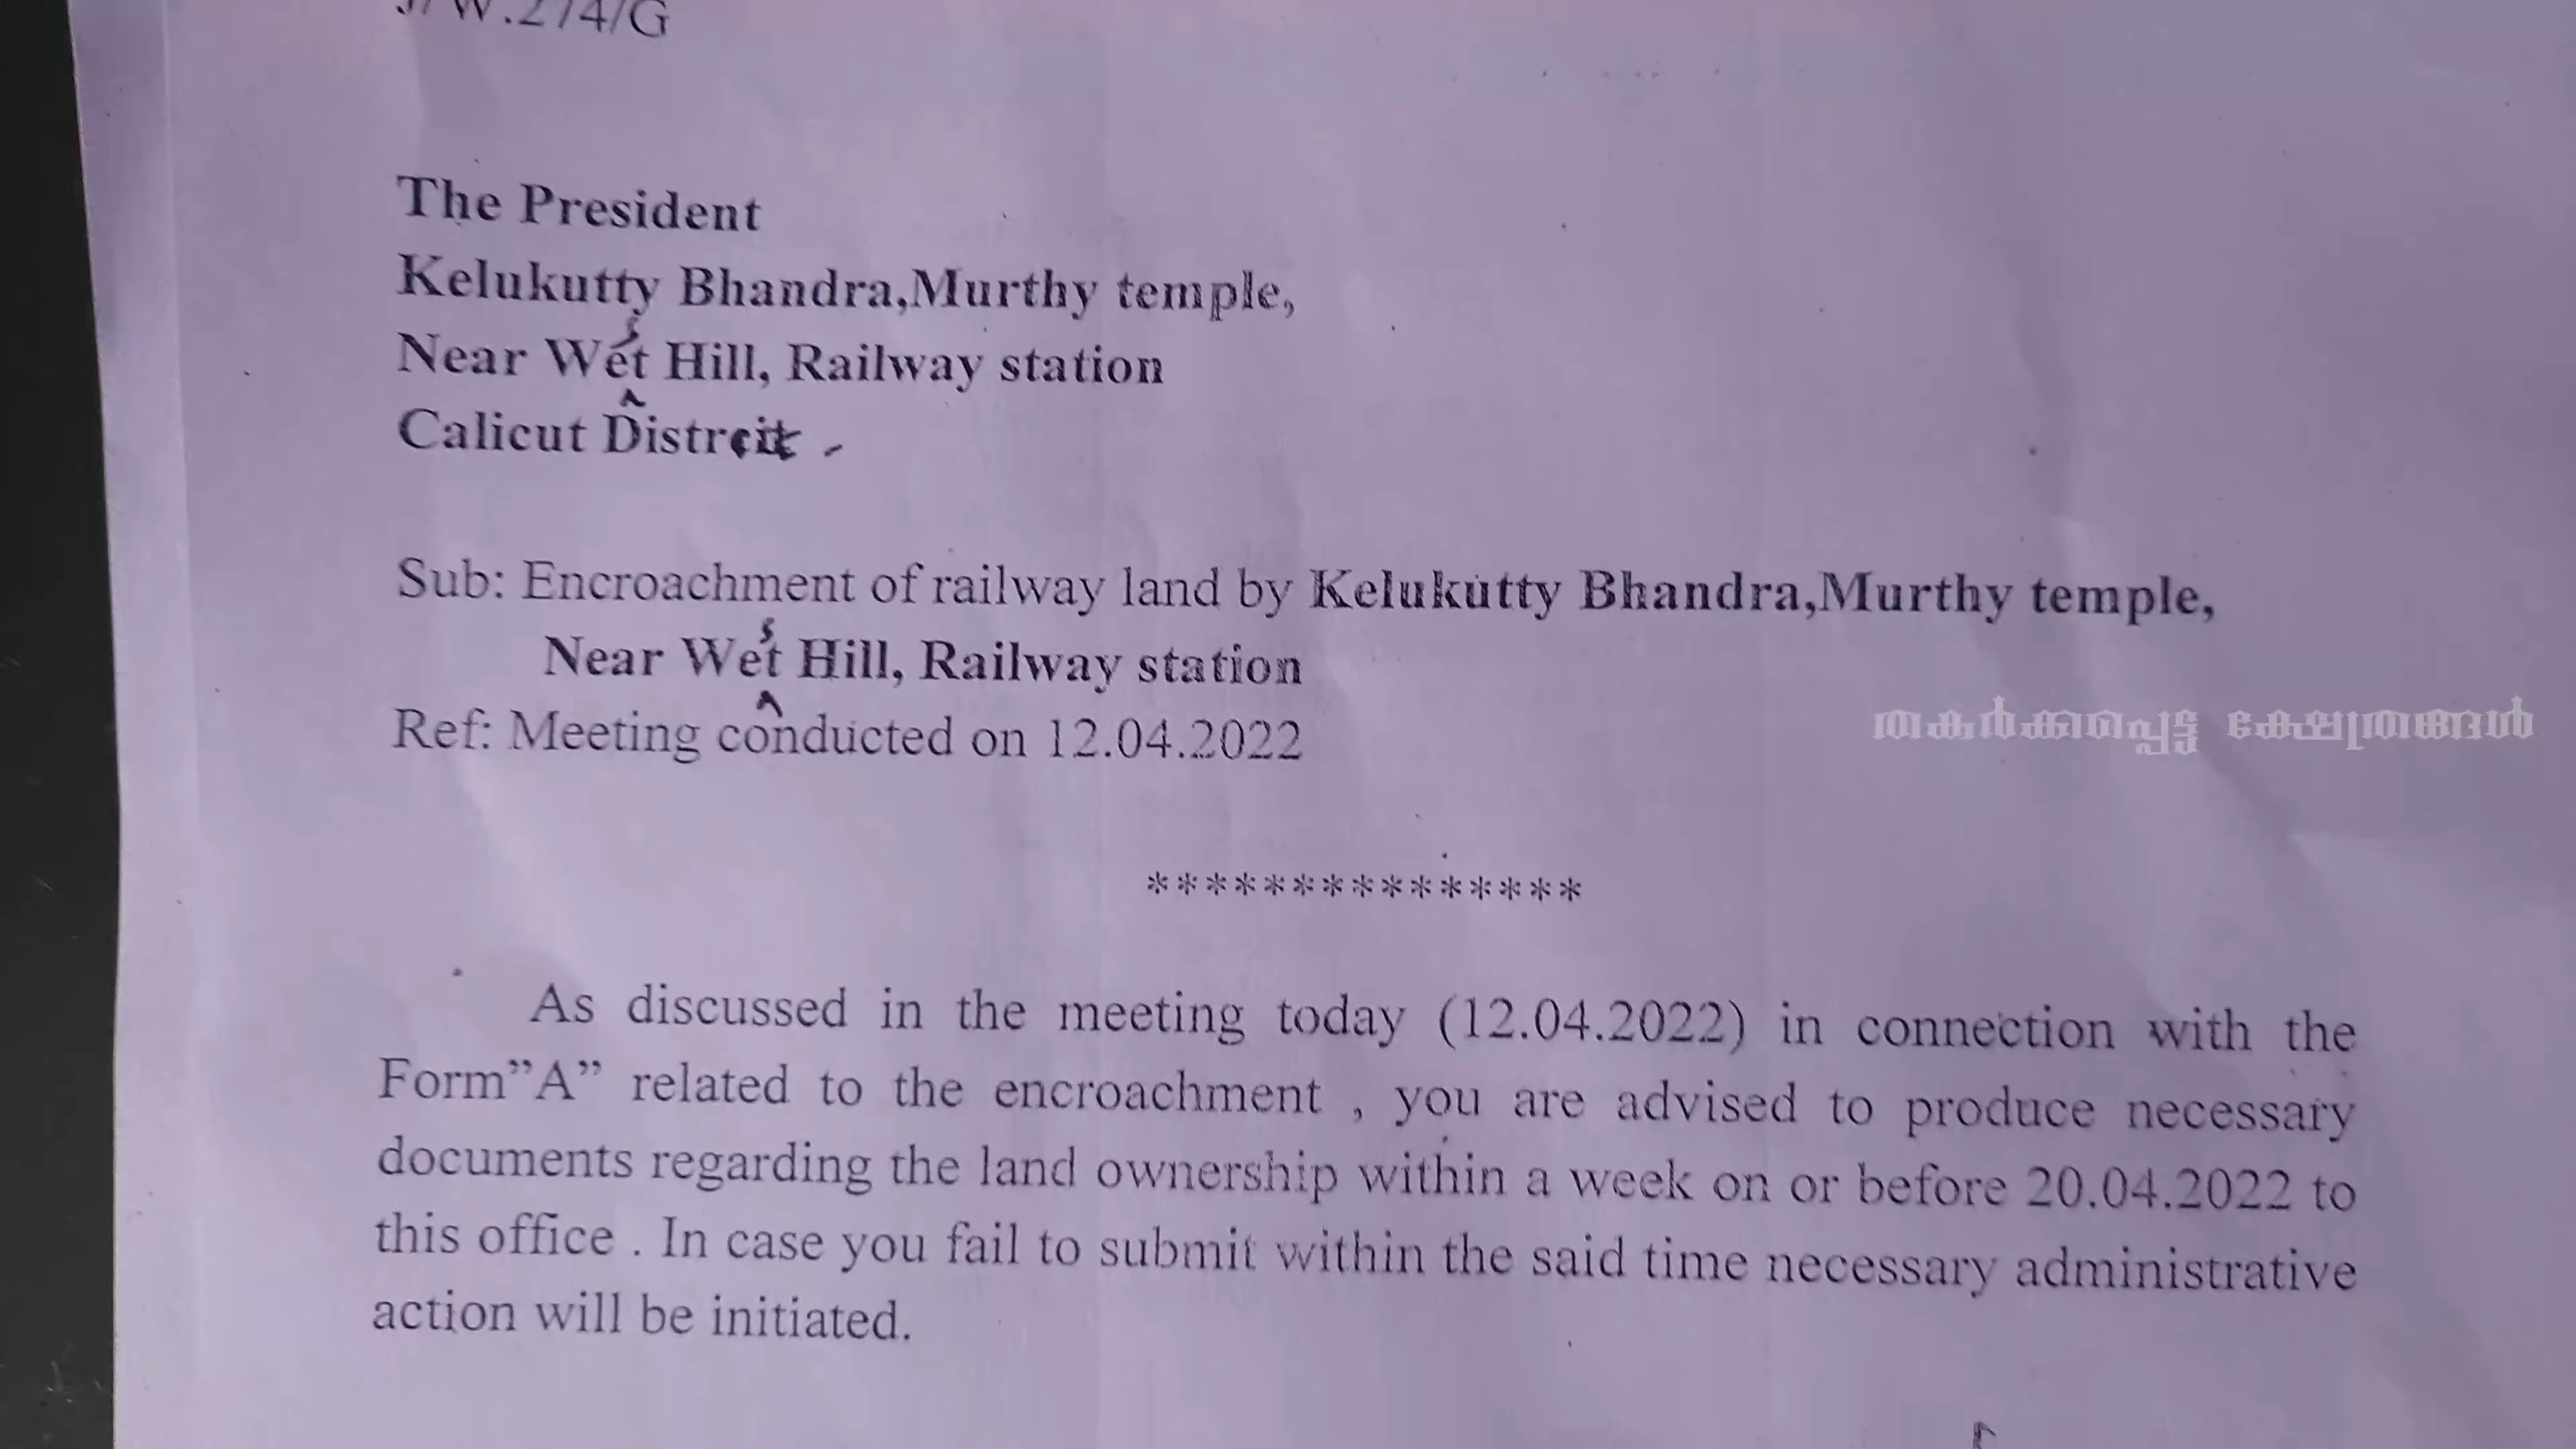 J/W.274/G
The President
Kelukutty Bhandra,Murthy temple,
Near West Hill, Railway station
Calicut District -
Sub: Encroachment of railway land by Kelukutty Bhandra,Murthy temple,
Near West Hill, Railway station
Ref: Meeting conducted on 12.04.2022
തകർക്കപ്പെട്ട ക്ഷേത്രങ്ങൾ
***************
As discussed in the meeting today (12.04.2022) in connection with the
Form”A” related to the encroachment , you are advised to produce necessary
documents regarding the land ownership within a week on or before 20.04.2022 to
this office . In case you fail to submit within the said time necessary administrative
action will be initiated.